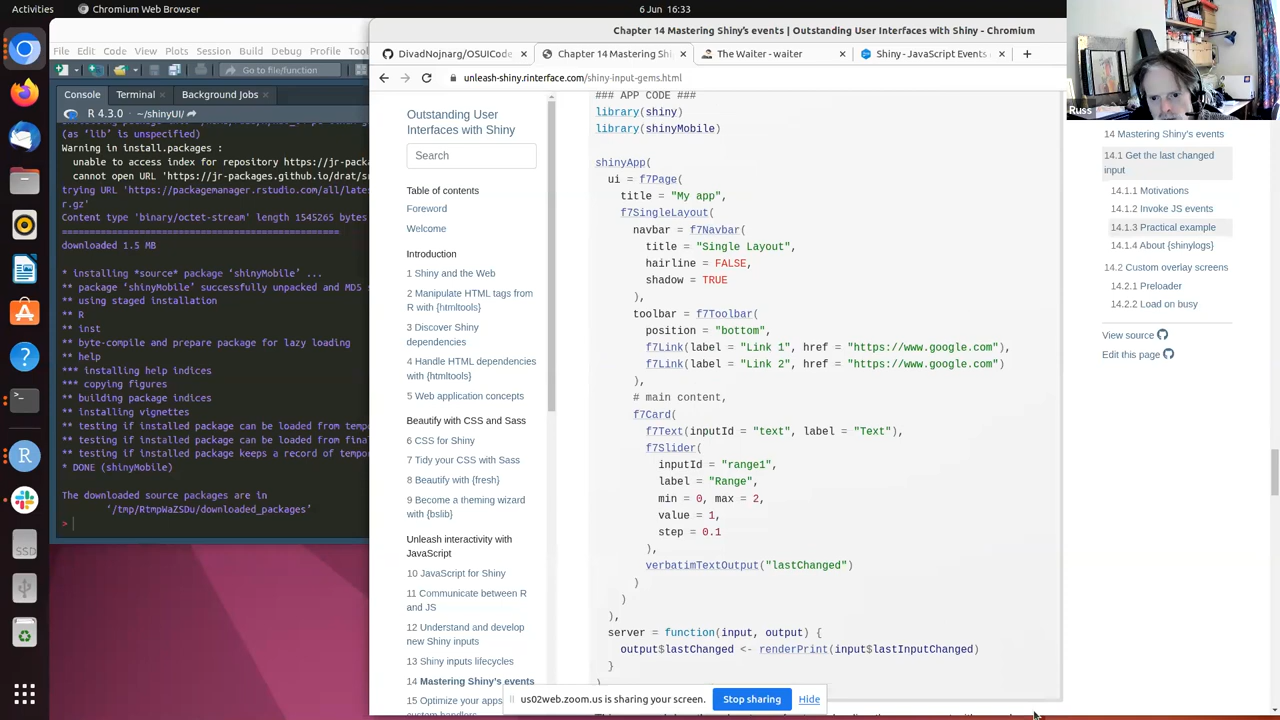 Activities
Chromium Web Browser
6 Jun 16:33
Chapter 14 Mastering Shiny's events | Outstanding User Interfaces with Shiny - Chromium
File Edit Code View Plots Session Build Debug Profile
Go to file/function
Console Terminal Background Jobs
R 4.3.0 · ~/shinyUI/
(as 'lib' is unspecified)
Warning in install.packages :
unable to access index for repository https://jr-pack
cannot open URL 'https://jr-packages.github.io/drat/s
trying URL 'https://packagemanager.rstudio.com/all/late
r.gz'
Content type 'binary/octet-stream' length 1545265 bytes
=====================================
downloaded 1.5 MB
* installing *source* package 'shinyMobile' ...
** package 'shinyMobile' successfully unpacked and MD5 s
** using staged installation
** R
** inst
** byte-compile and prepare package for lazy loading
** help
*** installing help indices
*** copying figures
** building package indices
** installing vignettes
** testing if installed package can be loaded from temp
** testing if installed package can be loaded from fina
** testing if installed package keeps a record of tempo
* DONE (shinyMobile)
The downloaded source packages are in
'/tmp/RtmpWaZSDu/downloaded_packages'
>
DivadNojnarg/OSUICode
Chapter 14 Mastering Shi
The Waiter - waiter
Shiny - JavaScript Events
unleash-shiny.rinterface.com/shiny-input-gems.html
Outstanding User
Interfaces with Shiny
Search
Table of contents
Foreword
Welcome
Introduction
1 Shiny and the Web
2 Manipulate HTML tags from
R with {htmltools}
3 Discover Shiny
dependencies
4 Handle HTML dependencies
with {htmltools}
5 Web application concepts
Beautify with CSS and Sass
6 CSS for Shiny
7 Tidy your CSS with Sass
8 Beautify with {fresh}
9 Become a theming wizard
with {bslib}
Unleash interactivity with
JavaScript
10 JavaScript for Shiny
11 Communicate between R
and JS
12 Understand and develop
new Shiny inputs
13 Shiny inputs lifecycles
14 Mastering Shiny's events
15 Optimize your apps
custom handlers
### APP CODE ###
library(shiny)
library(shinyMobile)
shinyApp(
ui = f7Page(
title = "My app",
f7SingleLayout(
navbar = f7Navbar(
title = "Single Layout",
hairline = FALSE,
shadow = TRUE
),
toolbar = f7Toolbar(
position = "bottom",
f7Link(label = "Link 1", href = "https://www.google.com"),
f7Link(label = "Link 2", href = "https://www.google.com")
),
# main content,
f7Card(
f7Text(inputId = "text", label = "Text"),
f7Slider(
inputId = "range1",
label = "Range",
min = 0, max = 2,
value = 1,
step = 0.1
),
verbatimTextOutput("lastChanged")
)
)
),
server = function(input, output) {
output$lastChanged <- renderPrint(input$lastInputChanged)
}
us02web.zoom.us is sharing your screen.
Stop sharing
Hide
Russ
14 Mastering Shiny's events
14.1 Get the last changed
input
14.1.1 Motivations
14.1.2 Invoke JS events
14.1.3 Practical example
14.1.4 About {shinylogs}
14.2 Custom overlay screens
14.2.1 Preloader
14.2.2 Load on busy
View source
Edit this page